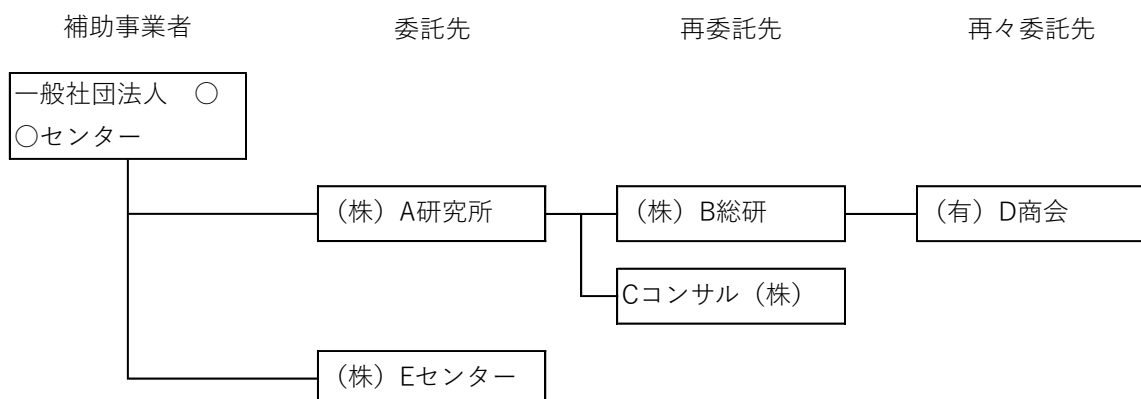 補助事業者 委託先 再委託先 再々委託先
一般社団法人　○
○センター
（株）A研究所 （株）B総研 （有）D商会
Cコンサル（株）
（株）Eセンター